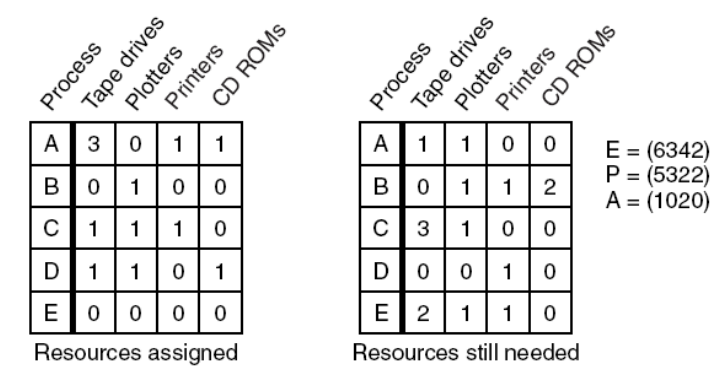 Process Tape drives Plotters Printers CD ROMs
A 3 0 1 1
B 0 1 0 0
C 1 1 1 0
D 1 1 0 1
E 0 0 0 0
Resources assigned
Process Tape drives Plotters Printers CD ROMs
A 1 1 0 0
B 0 1 1 2
C 3 1 0 0
D 0 0 1 0
E 2 1 1 0
Resources still needed
E = (6342)
P = (5322)
A = (1020)